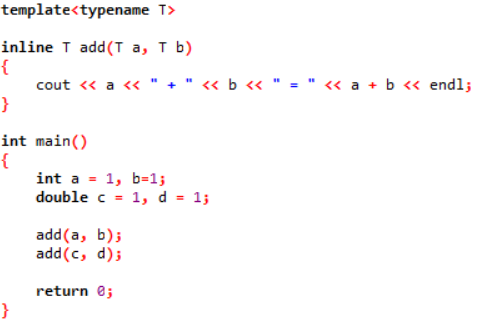 template<typename T>
inline T add(T a, T b)
{
    cout << a << " + " << b << " = " << a + b << endl;
}
int main()
{
    int a = 1, b=1;
    double c = 1, d = 1;
    add(a, b);
    add(c, d);
    return 0;
}